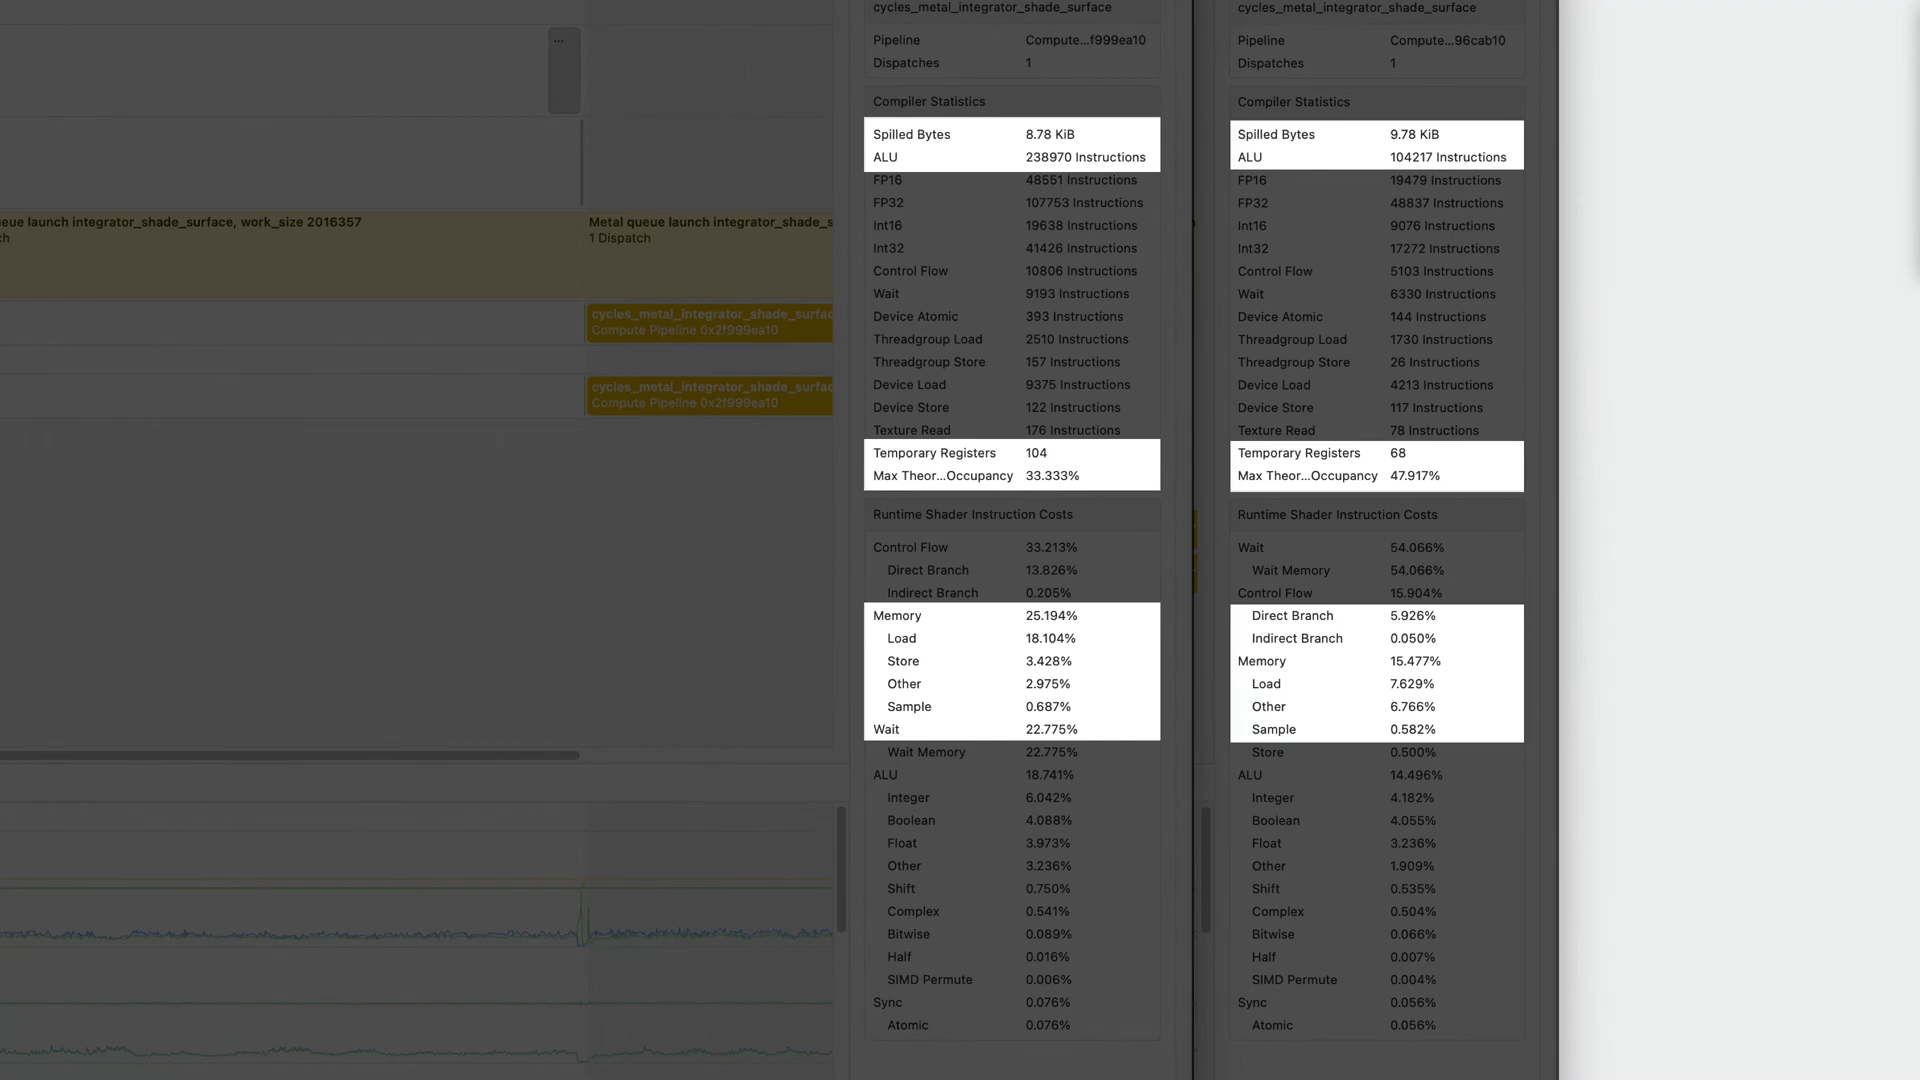 ...
eue launch integrator_shade_surface, work_size 2016357
ch
Metal queue launch integrator_shade_s
1 Dispatch
cycles_metal_integrator_shade_surfac
Compute Pipeline 0x2f999ea10
cycles_metal_integrator_shade_surfac
Compute Pipeline 0x2f999ea10
cycles_metal_integrator_shade_surface
Pipeline Compute...f999ea10
Dispatches 1
Compiler Statistics
Spilled Bytes 8.78 KiB
ALU 238970 Instructions
FP16 48551 Instructions
FP32 107753 Instructions
Int16 19638 Instructions
Int32 41426 Instructions
Control Flow 10806 Instructions
Wait 9193 Instructions
Device Atomic 393 Instructions
Threadgroup Load 2510 Instructions
Threadgroup Store 157 Instructions
Device Load 9375 Instructions
Device Store 122 Instructions
Texture Read 176 Instructions
Temporary Registers 104
Max Theor...Occupancy 33.333%
Runtime Shader Instruction Costs
Control Flow 33.213%
Direct Branch 13.826%
Indirect Branch 0.205%
Memory 25.194%
Load 18.104%
Store 3.428%
Other 2.975%
Sample 0.687%
Wait 22.775%
Wait Memory 22.775%
ALU 18.741%
Integer 6.042%
Boolean 4.088%
Float 3.973%
Other 3.236%
Shift 0.750%
Complex 0.541%
Bitwise 0.089%
Half 0.016%
SIMD Permute 0.006%
Sync 0.076%
Atomic 0.076%
cycles_metal_integrator_shade_surface
Pipeline Compute...96cab10
Dispatches 1
Compiler Statistics
Spilled Bytes 9.78 KiB
ALU 104217 Instructions
FP16 19479 Instructions
FP32 48837 Instructions
Int16 9076 Instructions
Int32 17272 Instructions
Control Flow 5103 Instructions
Wait 6330 Instructions
Device Atomic 144 Instructions
Threadgroup Load 1730 Instructions
Threadgroup Store 26 Instructions
Device Load 4213 Instructions
Device Store 117 Instructions
Texture Read 78 Instructions
Temporary Registers 68
Max Theor...Occupancy 47.917%
Runtime Shader Instruction Costs
Wait 54.066%
Wait Memory 54.066%
Control Flow 15.904%
Direct Branch 5.926%
Indirect Branch 0.050%
Memory 15.477%
Load 7.629%
Other 6.766%
Sample 0.582%
Store 0.500%
ALU 14.496%
Integer 4.182%
Boolean 4.055%
Float 3.236%
Other 1.909%
Shift 0.535%
Complex 0.504%
Bitwise 0.066%
Half 0.007%
SIMD Permute 0.004%
Sync 0.056%
Atomic 0.056%